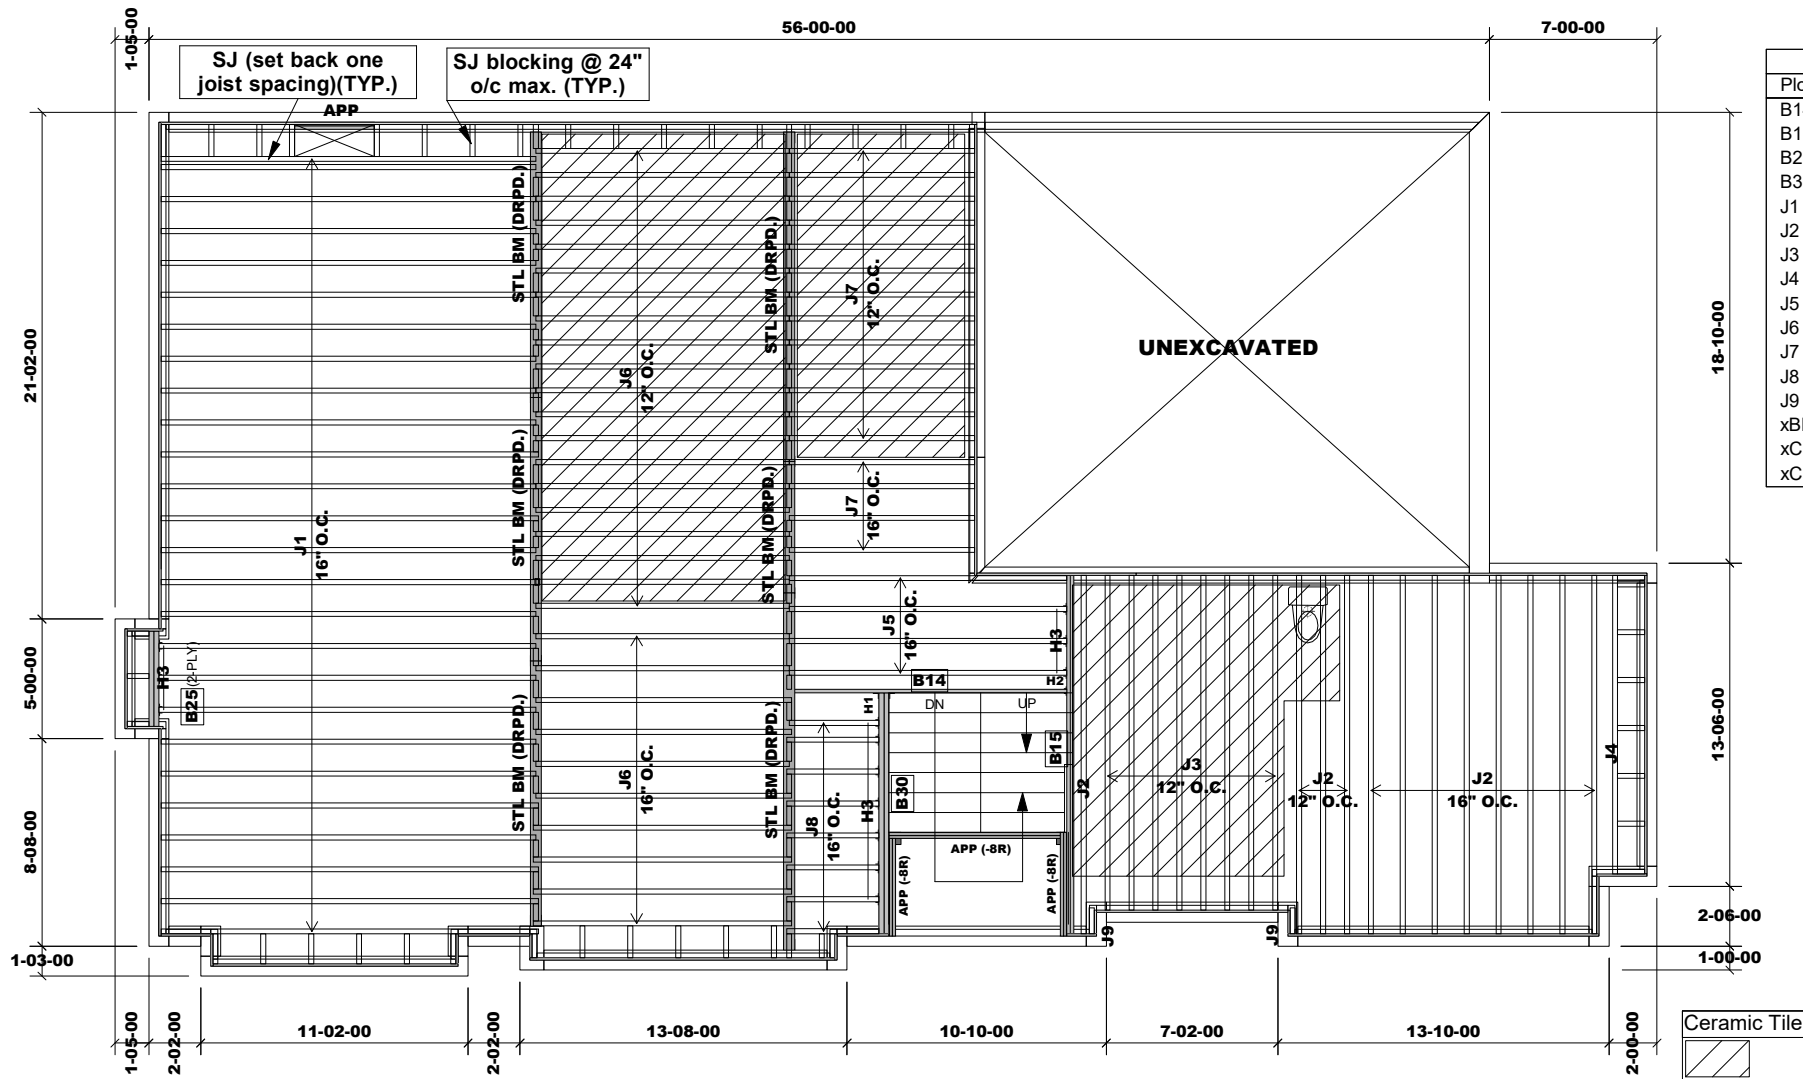 1-05-00
56-00-00
7-00-00
SJ (set back one
joist spacing)(TYP.)
SJ blocking @ 24"
o/c max. (TYP.)
APP
B1
B2
B3
J1
J2
J3
J4
J5
J6
J7
J8
J9
21-02-00
5-00-00
8-08-00
1-03-00
STL BM (DRPD.)
STL BM (DRPD.)
STL BM (DRPD.)
STL BM (DRPD.)
STL BM (DRPD.)
STL BM (DRPD.)
J1
16" O.C.
J6
12" O.C.
J6
16" O.C.
J7
12" O.C.
J7
16" O.C.
J5
16" O.C.
J8
16" O.C.
UNEXCAVATED
H3
B25 (2-PLY)
H3
H2
B14
H1
DN
UP
B15
B30
H3
APP (-8R)
APP (-8R)
APP (-8R)
J2
J3
12" O.C.
J2
12" O.C.
J2
16" O.C.
J4
J9
J9
18-10-00
13-06-00
2-06-00
1-00-00
1-05-00
2-02-00
11-02-00
2-02-00
13-08-00
10-10-00
7-02-00
13-10-00
2-00-00
Ceramic Tile